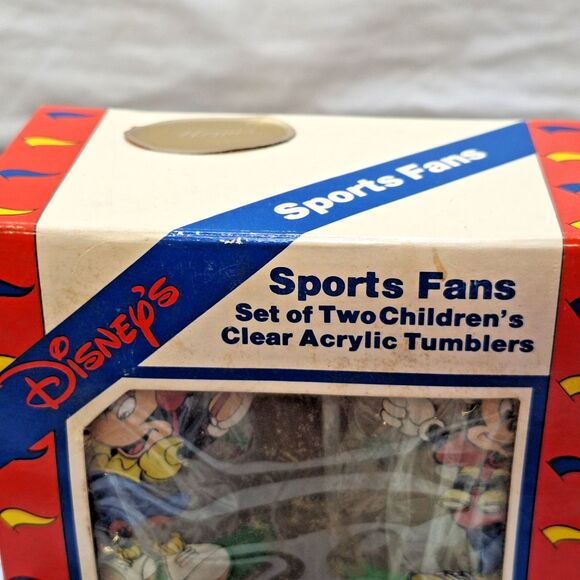 Sports Fans
Disney's
Sports Fans
Set of Two Children's
Clear Acrylic Tumblers